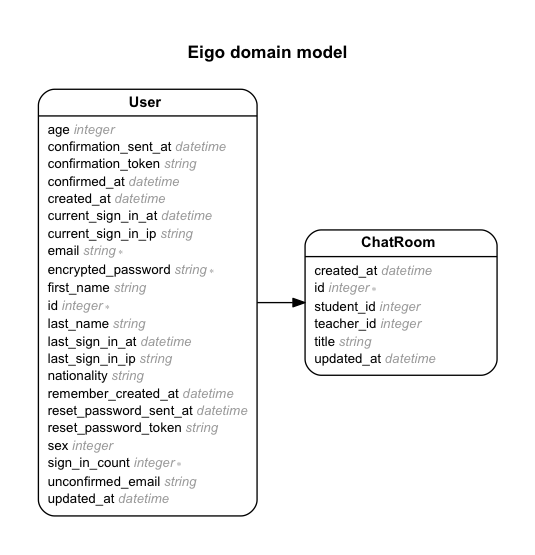 Eigo domain model
User
age integer
confirmation_sent_at datetime
confirmation_token string
confirmed_at datetime
created_at datetime
current_sign_in_at datetime
current_sign_in_ip string
email string *
encrypted_password string *
first_name string
id integer *
last_name string
last_sign_in_at datetime
last_sign_in_ip string
nationality string
remember_created_at datetime
reset_password_sent_at datetime
reset_password_token string
sex integer
sign_in_count integer *
unconfirmed_email string
updated_at datetime
ChatRoom
created_at datetime
id integer *
student_id integer
teacher_id integer
title string
updated_at datetime